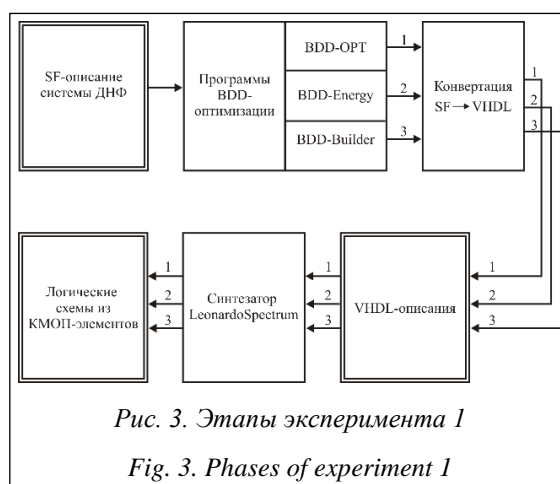 SF-описание
системы ДНФ
Программы
BDD-
оптимизации
BDD-OPT
BDD-Energy
BDD-Builder
1
2
3
Конвертация
SF → VHDL
1
2
3
Логические
схемы из
КМОП-элементов
1
2
3
Синтезатор
LeonardoSpectrum
1
2
3
VHDL-описания
1
2
3
Рис. 3. Этапы эксперимента 1
Fig. 3. Phases of experiment 1